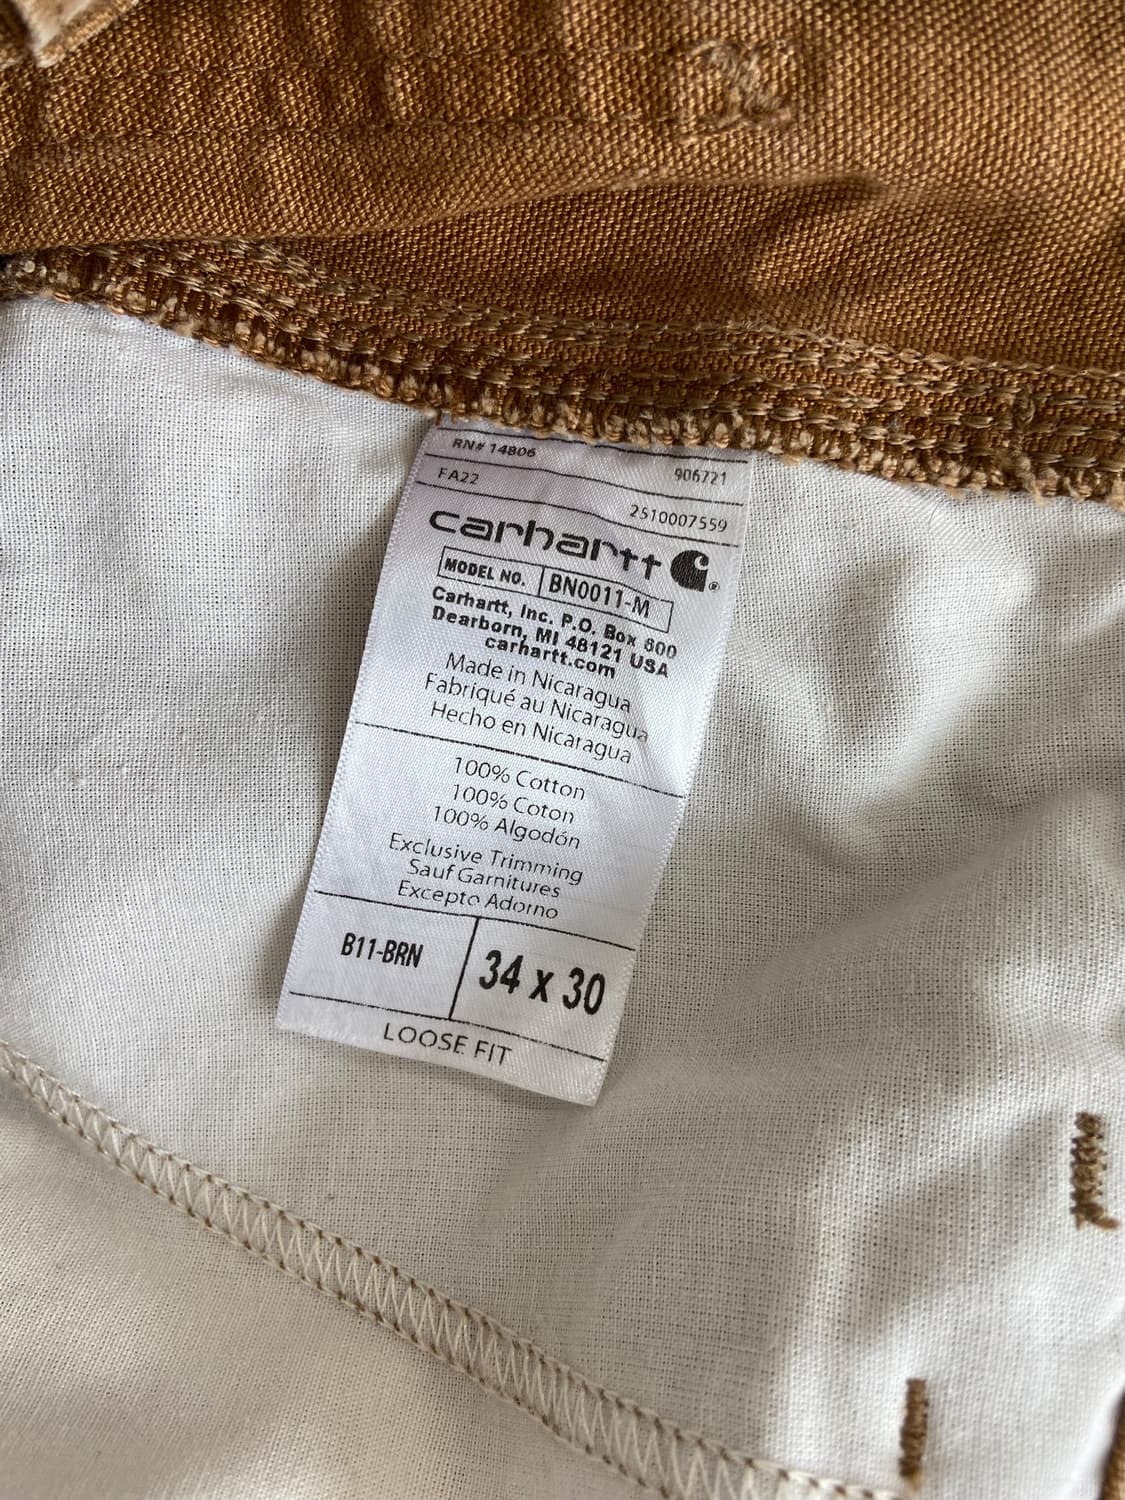 RN# 14806
906721
FA22
2510007559
carhartt ®
MODEL NO. BN0011-M
Carhartt, Inc. P.O. Box 600
Dearborn, MI 48121 USA
carhartt.com
Made in Nicaragua
Fabriqué au Nicaragua
Hecho en Nicaragua
100% Cotton
100% Coton
100% Algodón
Exclusive Trimming
Sauf Garnitures
Excepto Adorno
B11-BRN
34 x 30
LOOSE FIT